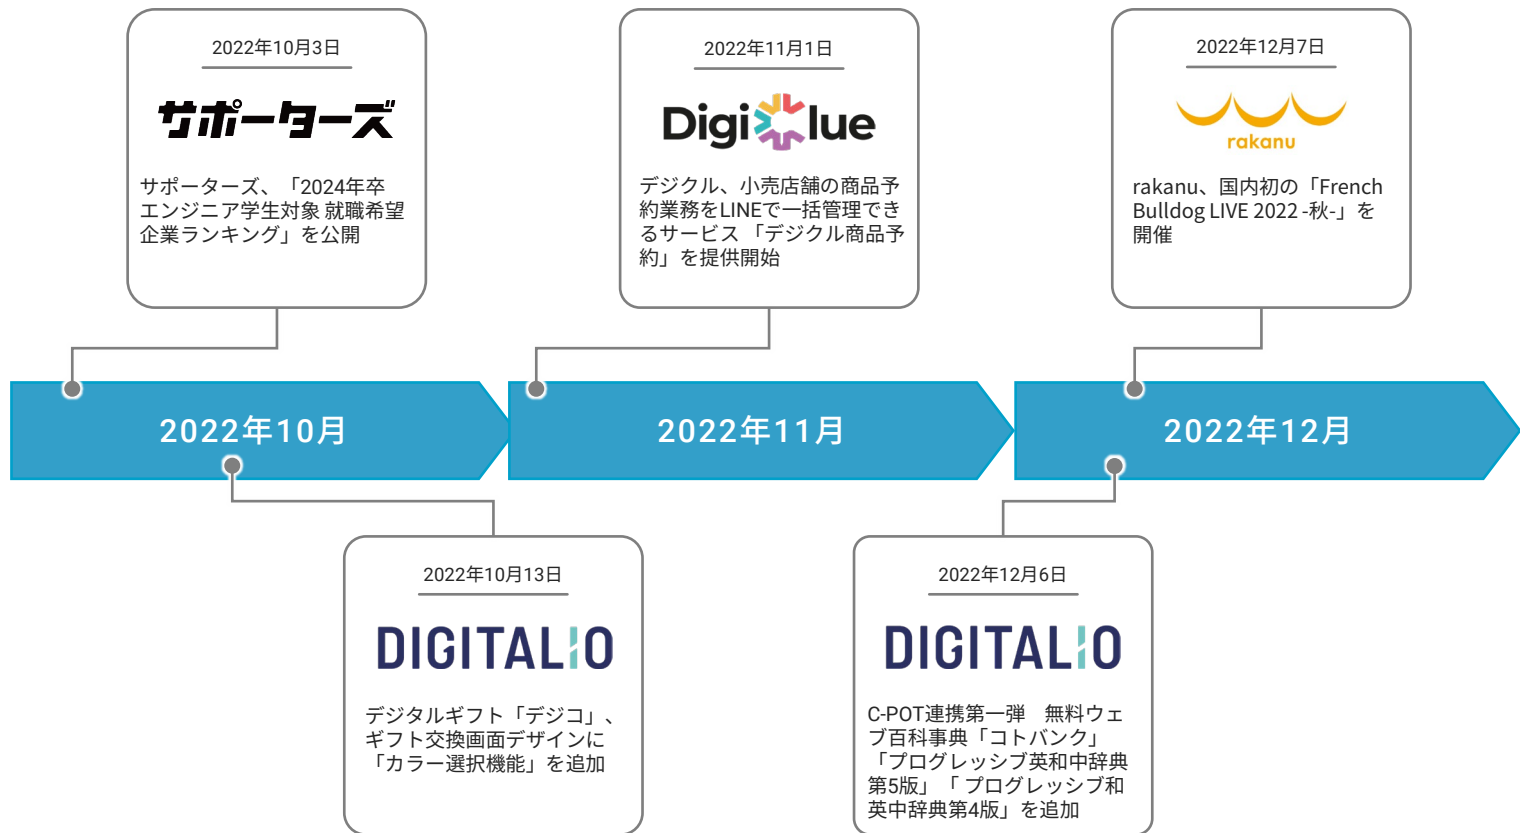 2022年10月3日
サポーターズ
サポーターズ、「2024年卒
エンジニア学生対象 就職希望
企業ランキング」を公開
2022年11月1日
DigiClue
デジクル、小売店舗の商品予
約業務をLINEで一括管理でき
るサービス 「デジクル商品予
約」を提供開始
2022年12月7日
rakanu
rakanu、国内初の「French
Bulldog LIVE 2022 -秋-」を
開催
2022年10月
2022年11月
2022年12月
2022年10月13日
DIGITALIO
デジタルギフト「デジコ」、
ギフト交換画面デザインに
「カラー選択機能」を追加
2022年12月6日
DIGITALIO
C-POT連携第一弾　無料ウェ
ブ百科事典「コトバンク」
「プログレッシブ英和中辞典
第5版」「 プログレッシブ和
英中辞典第4版」を追加